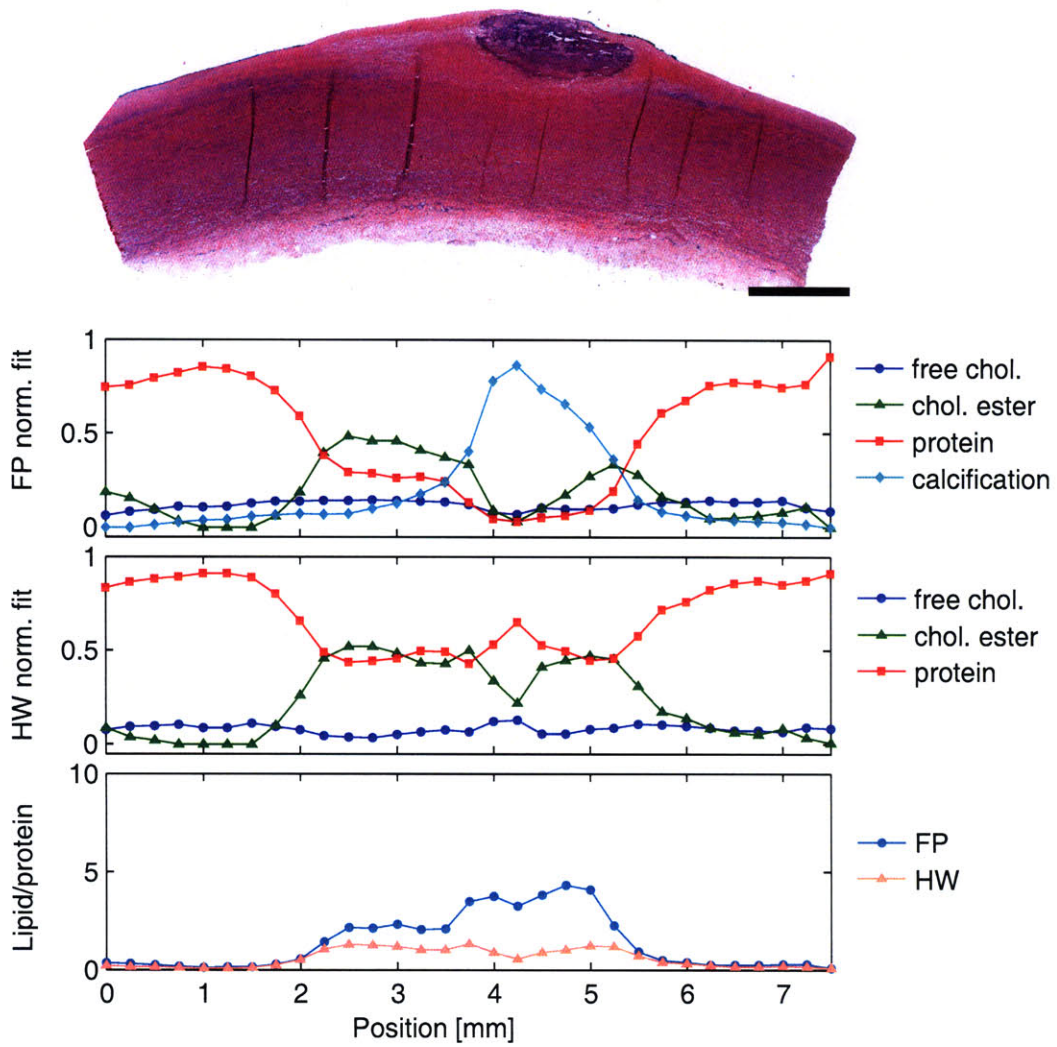 FP norm. fit
1
0.5
0
free chol.
chol. ester
protein
calcification
HW norm. fit
1
0.5
0
free chol.
chol. ester
protein
Lipid/protein
10
5
0
FP
HW
0 1 2 3 4 5 6 7
Position [mm]